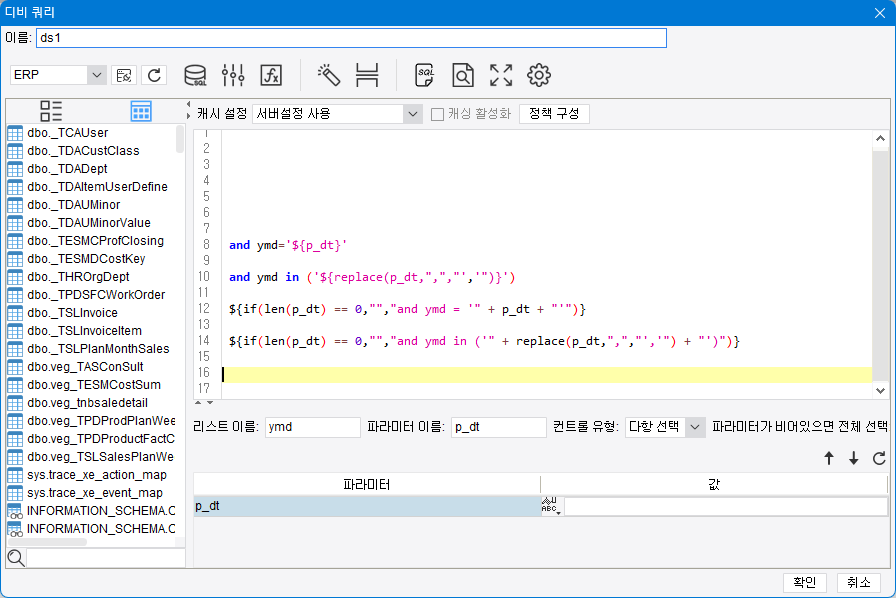 디비 쿼리
이름: ds1
ERP
캐시 설정 서버설정 사용 캐싱 활성화 정책 구성
dbo._TCAUser
dbo._TDACustClass
dbo._TDADept
dbo._TDAItemUserDefine
dbo._TDAUMinor
dbo._TDAUMinorValue
dbo._TESMCProfClosing
dbo._TESMDCostKey
dbo._THROrgDept
dbo._TPDSFCWorkOrder
dbo._TSLInvoice
dbo._TSLInvoiceItem
dbo._TSLPlanMonthSales
dbo.veg_TASConSult
dbo.veg_TESMCostSum
dbo.veg_tnbsaledetail
dbo.veg_TPDProdPlanWee
dbo.veg_TPDProductFactC
dbo.veg_TSLSalesPlanWe
sys.trace_xe_action_map
sys.trace_xe_event_map
INFORMATION_SCHEMA.C
INFORMATION_SCHEMA.C
1
2
3
4
5
6
7
8 and ymd='${p_dt}'
9
10 and ymd in ('${replace(p_dt,",","','")}')
11
12 ${if(len(p_dt) == 0,"","and ymd = '" + p_dt + "'")}
13
14 ${if(len(p_dt) == 0,"","and ymd in ('" + replace(p_dt,",","','") + "')")}
15
16
17
리스트 이름: ymd 파라미터 이름: p_dt 컨트롤 유형: 다항 선택 파라미터가 비어있으면 전체 선택
파라미터 값
p_dt ABC
확인 취소